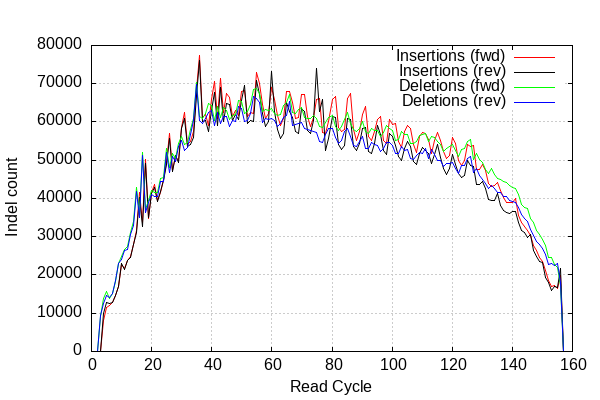 80000
70000
60000
50000
40000
30000
20000
10000
0
Indel count
Insertions (fwd)
Insertions (rev)
Deletions (fwd)
Deletions (rev)
0 20 40 60 80 100 120 140 160
Read Cycle